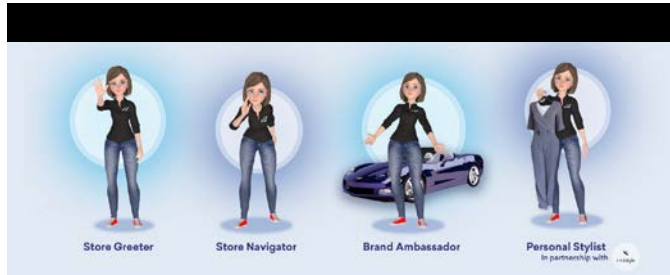 Store Greeter
Store Navigator
Brand Ambassador
Personal Stylist
In partnership with